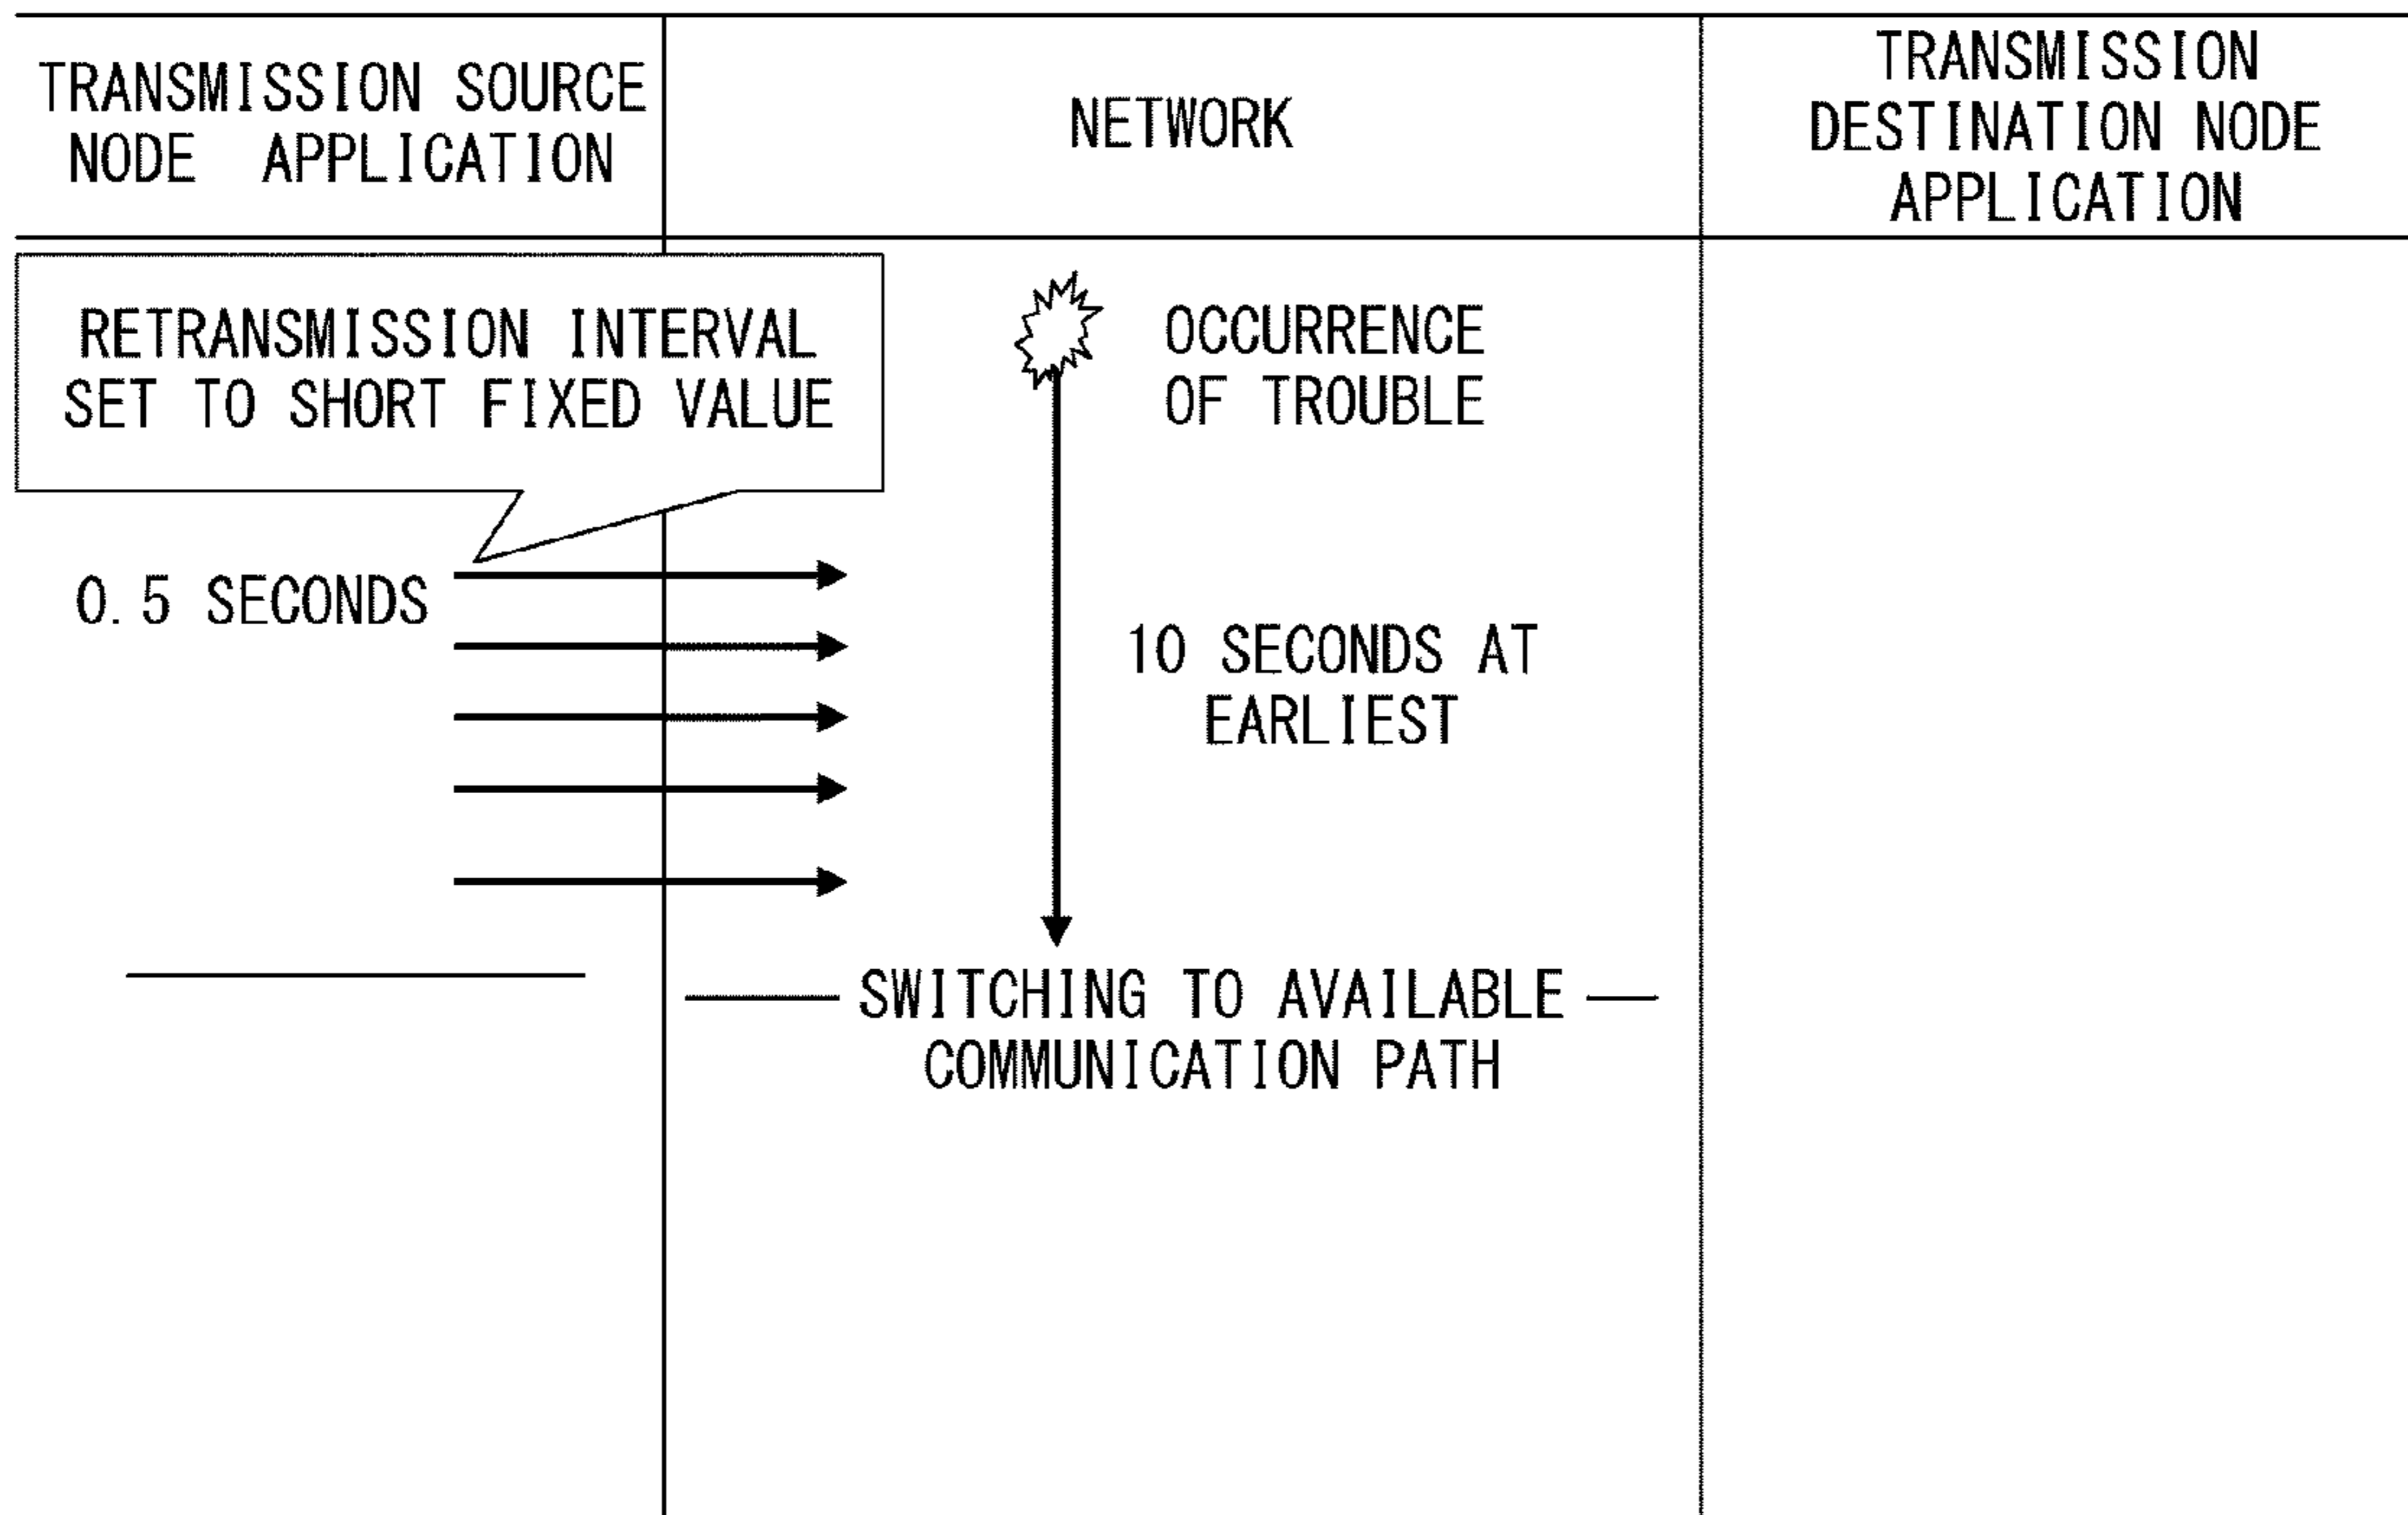 TRANSMISSION SOURCE
NODE APPLICATION
NETWORK
TRANSMISSION
DESTINATION NODE
APPLICATION
RETRANSMISSION INTERVAL
SET TO SHORT FIXED VALUE
OCCURRENCE
OF TROUBLE
0.5 SECONDS
10 SECONDS AT
EARLIEST
SWITCHING TO AVAILABLE
COMMUNICATION PATH